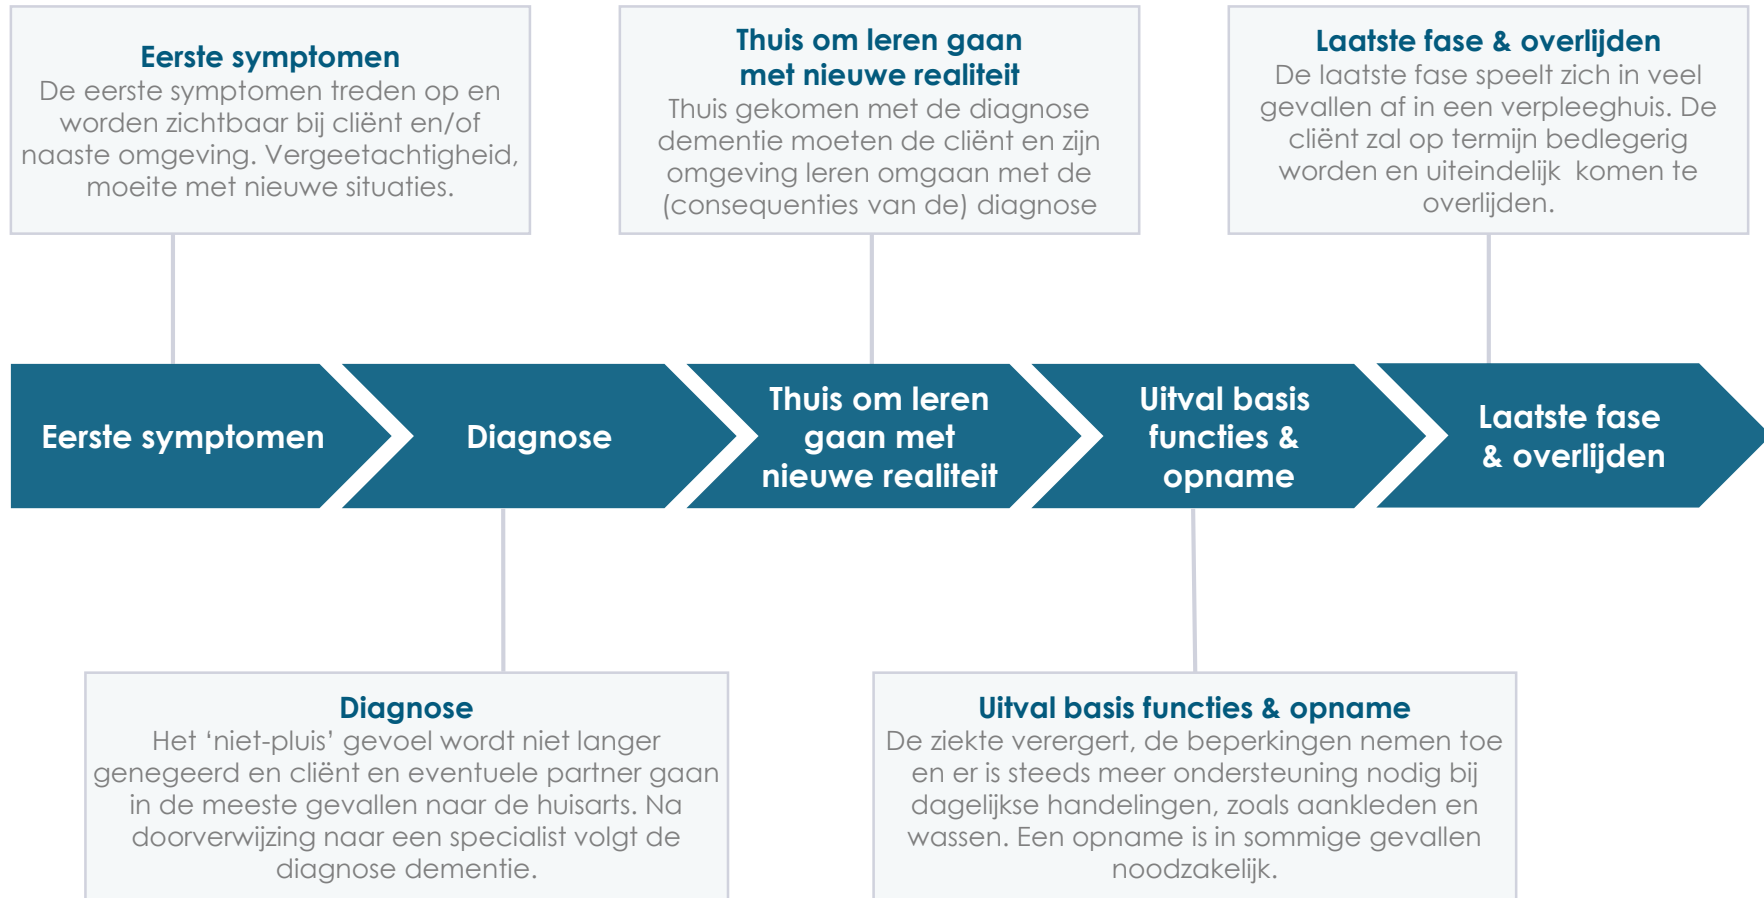 Eerste symptomen
De eerste symptomen treden op en
worden zichtbaar bij cliënt en/of
naaste omgeving. Vergeetachtigheid,
moeite met nieuwe situaties.
Thuis om leren gaan
met nieuwe realiteit
Thuis gekomen met de diagnose
dementie moeten de cliënt en zijn
omgeving leren omgaan met de
(consequenties van de) diagnose
Laatste fase & overlijden
De laatste fase speelt zich in veel
gevallen af in een verpleeghuis. De
cliënt zal op termijn bedlegerig
worden en uiteindelijk komen te
overlijden.
Eerste symptomen
Diagnose
Thuis om leren
gaan met
nieuwe realiteit
Uitval basis
functies &
opname
Laatste fase
& overlijden
Diagnose
Het ‘niet-pluis’ gevoel wordt niet langer
genegeerd en cliënt en eventuele partner gaan
in de meeste gevallen naar de huisarts. Na
doorverwijzing naar een specialist volgt de
diagnose dementie.
Uitval basis functies & opname
De ziekte verergert, de beperkingen nemen toe
en er is steeds meer ondersteuning nodig bij
dagelijkse handelingen, zoals aankleden en
wassen. Een opname is in sommige gevallen
noodzakelijk.